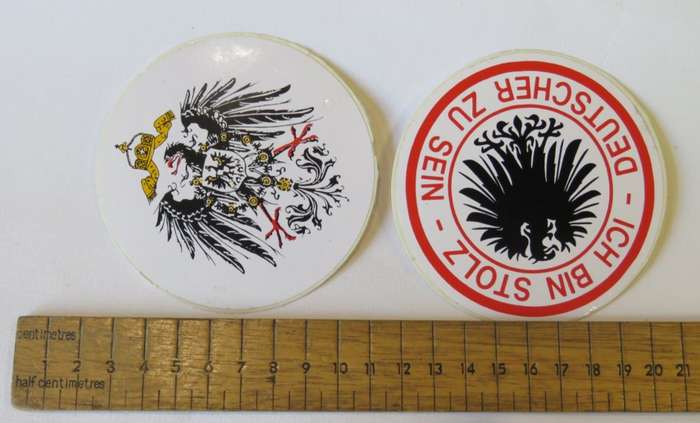 ICH BIN STOLZ -
DEUTSCHER ZU SEIN -
centimetres
1 2 3 4 5 6 7 8 9 10 11 12 13 14 15 16 17 18 19 20 21
half centimetres